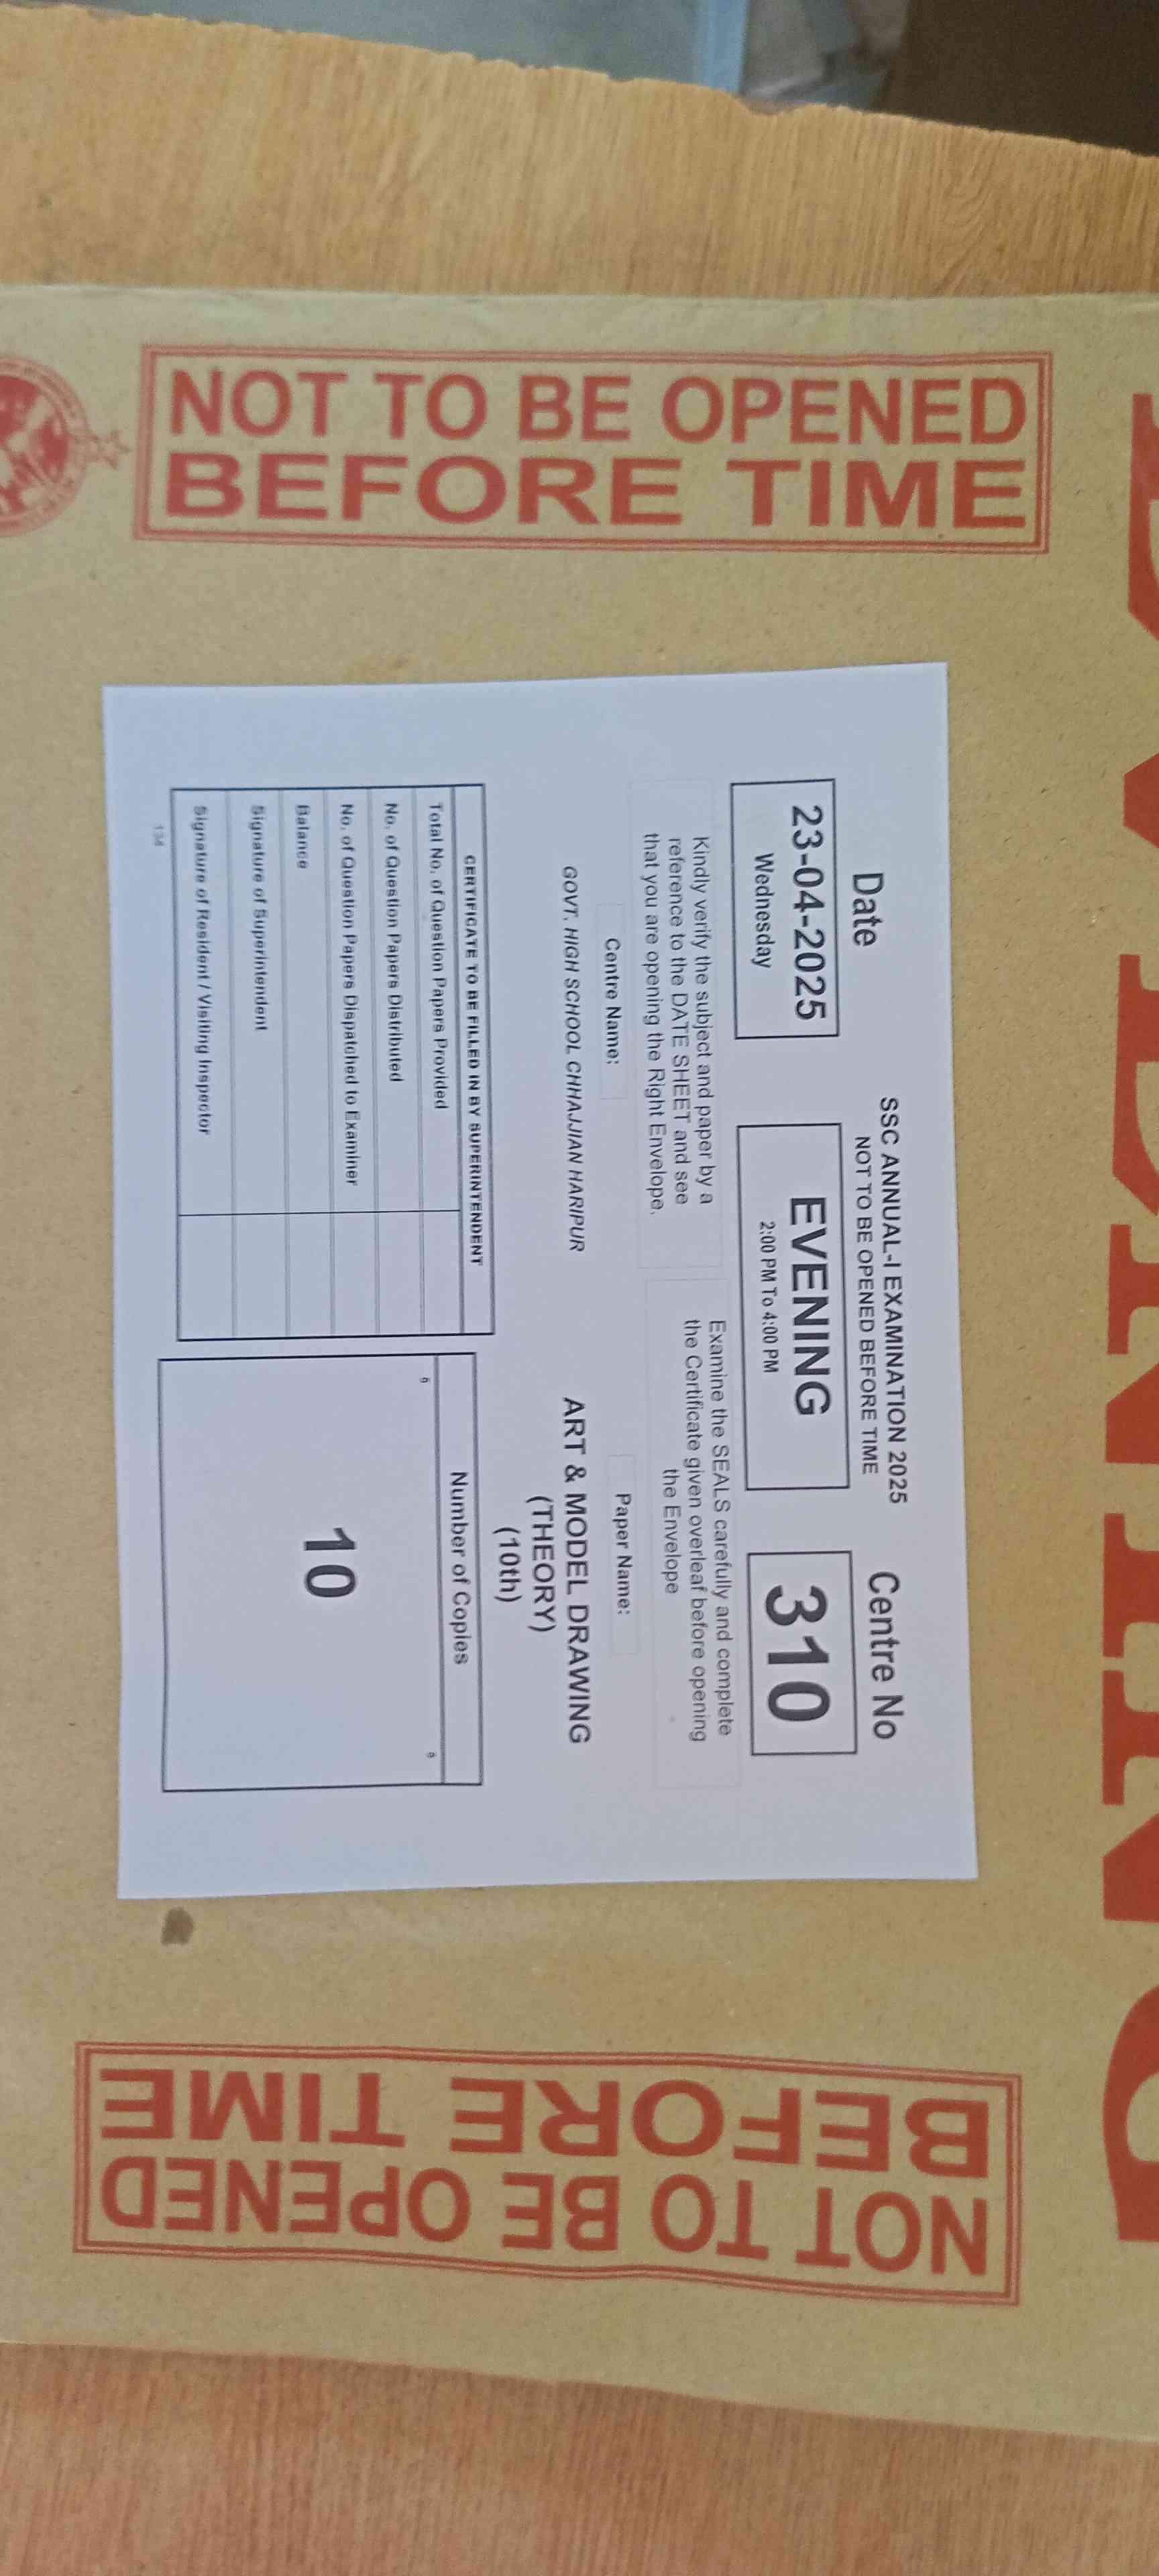 EVENING
NOT TO BE OPENED
BEFORE TIME
SSC ANNUAL-I EXAMINATION 2025
NOT TO BE OPENED BEFORE TIME
Date
23-04-2025
Wednesday
EVENING
2:00 PM To 4:00 PM
Centre No
310
Kindly verify the subject and paper by a
reference to the DATE SHEET and see
that you are opening the Right Envelope.
Examine the SEALS carefully and complete
the Certificate given overleaf before opening
the Envelope
Centre Name:
GOVT. HIGH SCHOOL CHHAJJIAN HARIPUR
Paper Name:
ART & MODEL DRAWING
(THEORY)
(10th)
CERTIFICATE TO BE FILLED IN BY SUPERINTENDENT
Total No. of Question Papers Provided
No. of Question Papers Distributed
No. of Question Papers Dispatched to Examiner
Balance
Signature of Superintendent
Signature of Resident / Visiting Inspector
134
Number of Copies
5
5
10
NOT TO BE OPENED
BEFORE TIME